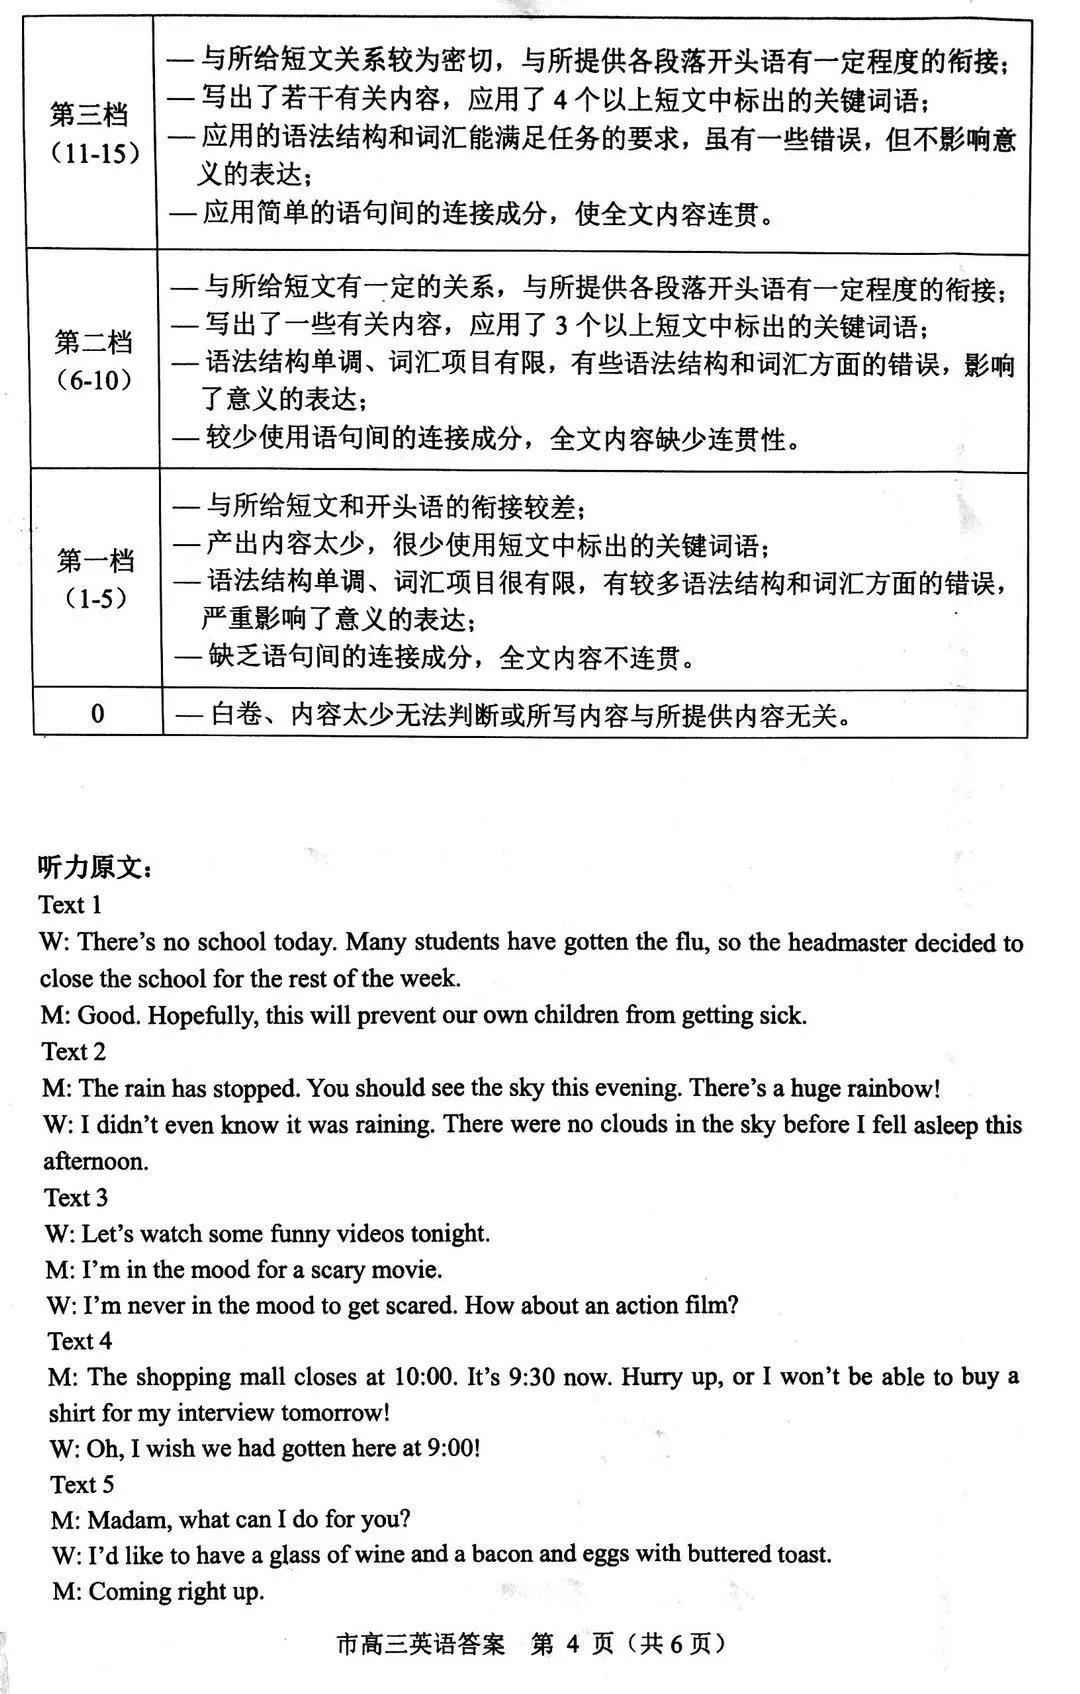 第三档
（11-15）
— 与所给短文关系较为密切，与所提供各段落开头语有一定程度的衔接；
— 写出了若干有关内容，应用了 4 个以上短文中标出的关键词语；
— 应用的语法结构和词汇能满足任务的要求，虽有一些错误，但不影响意
义的表达；
— 应用简单的语句间的连接成分，使全文内容连贯。
第二档
（6-10）
— 与所给短文有一定的关系，与所提供各段落开头语有一定程度的衔接；
— 写出了一些有关内容，应用了 3 个以上短文中标出的关键词语；
— 语法结构单调、词汇项目有限，有些语法结构和词汇方面的错误，影响
了意义的表达；
— 较少使用语句间的连接成分，全文内容缺少连贯性。
第一档
（1-5）
— 与所给短文和开头语的衔接较差；
— 产出内容太少，很少使用短文中标出的关键词语；
— 语法结构单调、词汇项目很有限，有较多语法结构和词汇方面的错误，
严重影响了意义的表达；
— 缺乏语句间的连接成分，全文内容不连贯。
0
— 白卷、内容太少无法判断或所写内容与所提供内容无关。
听力原文：
Text 1
W: There's no school today. Many students have gotten the flu, so the headmaster decided to
close the school for the rest of the week.
M: Good. Hopefully, this will prevent our own children from getting sick.
Text 2
M: The rain has stopped. You should see the sky this evening. There's a huge rainbow!
W: I didn't even know it was raining. There were no clouds in the sky before I fell asleep this
afternoon.
Text 3
W: Let's watch some funny videos tonight.
M: I'm in the mood for a scary movie.
W: I'm never in the mood to get scared. How about an action film?
Text 4
M: The shopping mall closes at 10:00. It's 9:30 now. Hurry up, or I won't be able to buy a
shirt for my interview tomorrow!
W: Oh, I wish we had gotten here at 9:00!
Text 5
M: Madam, what can I do for you?
W: I'd like to have a glass of wine and a bacon and eggs with buttered toast.
M: Coming right up.
市高三英语答案 第 4 页（共 6 页）